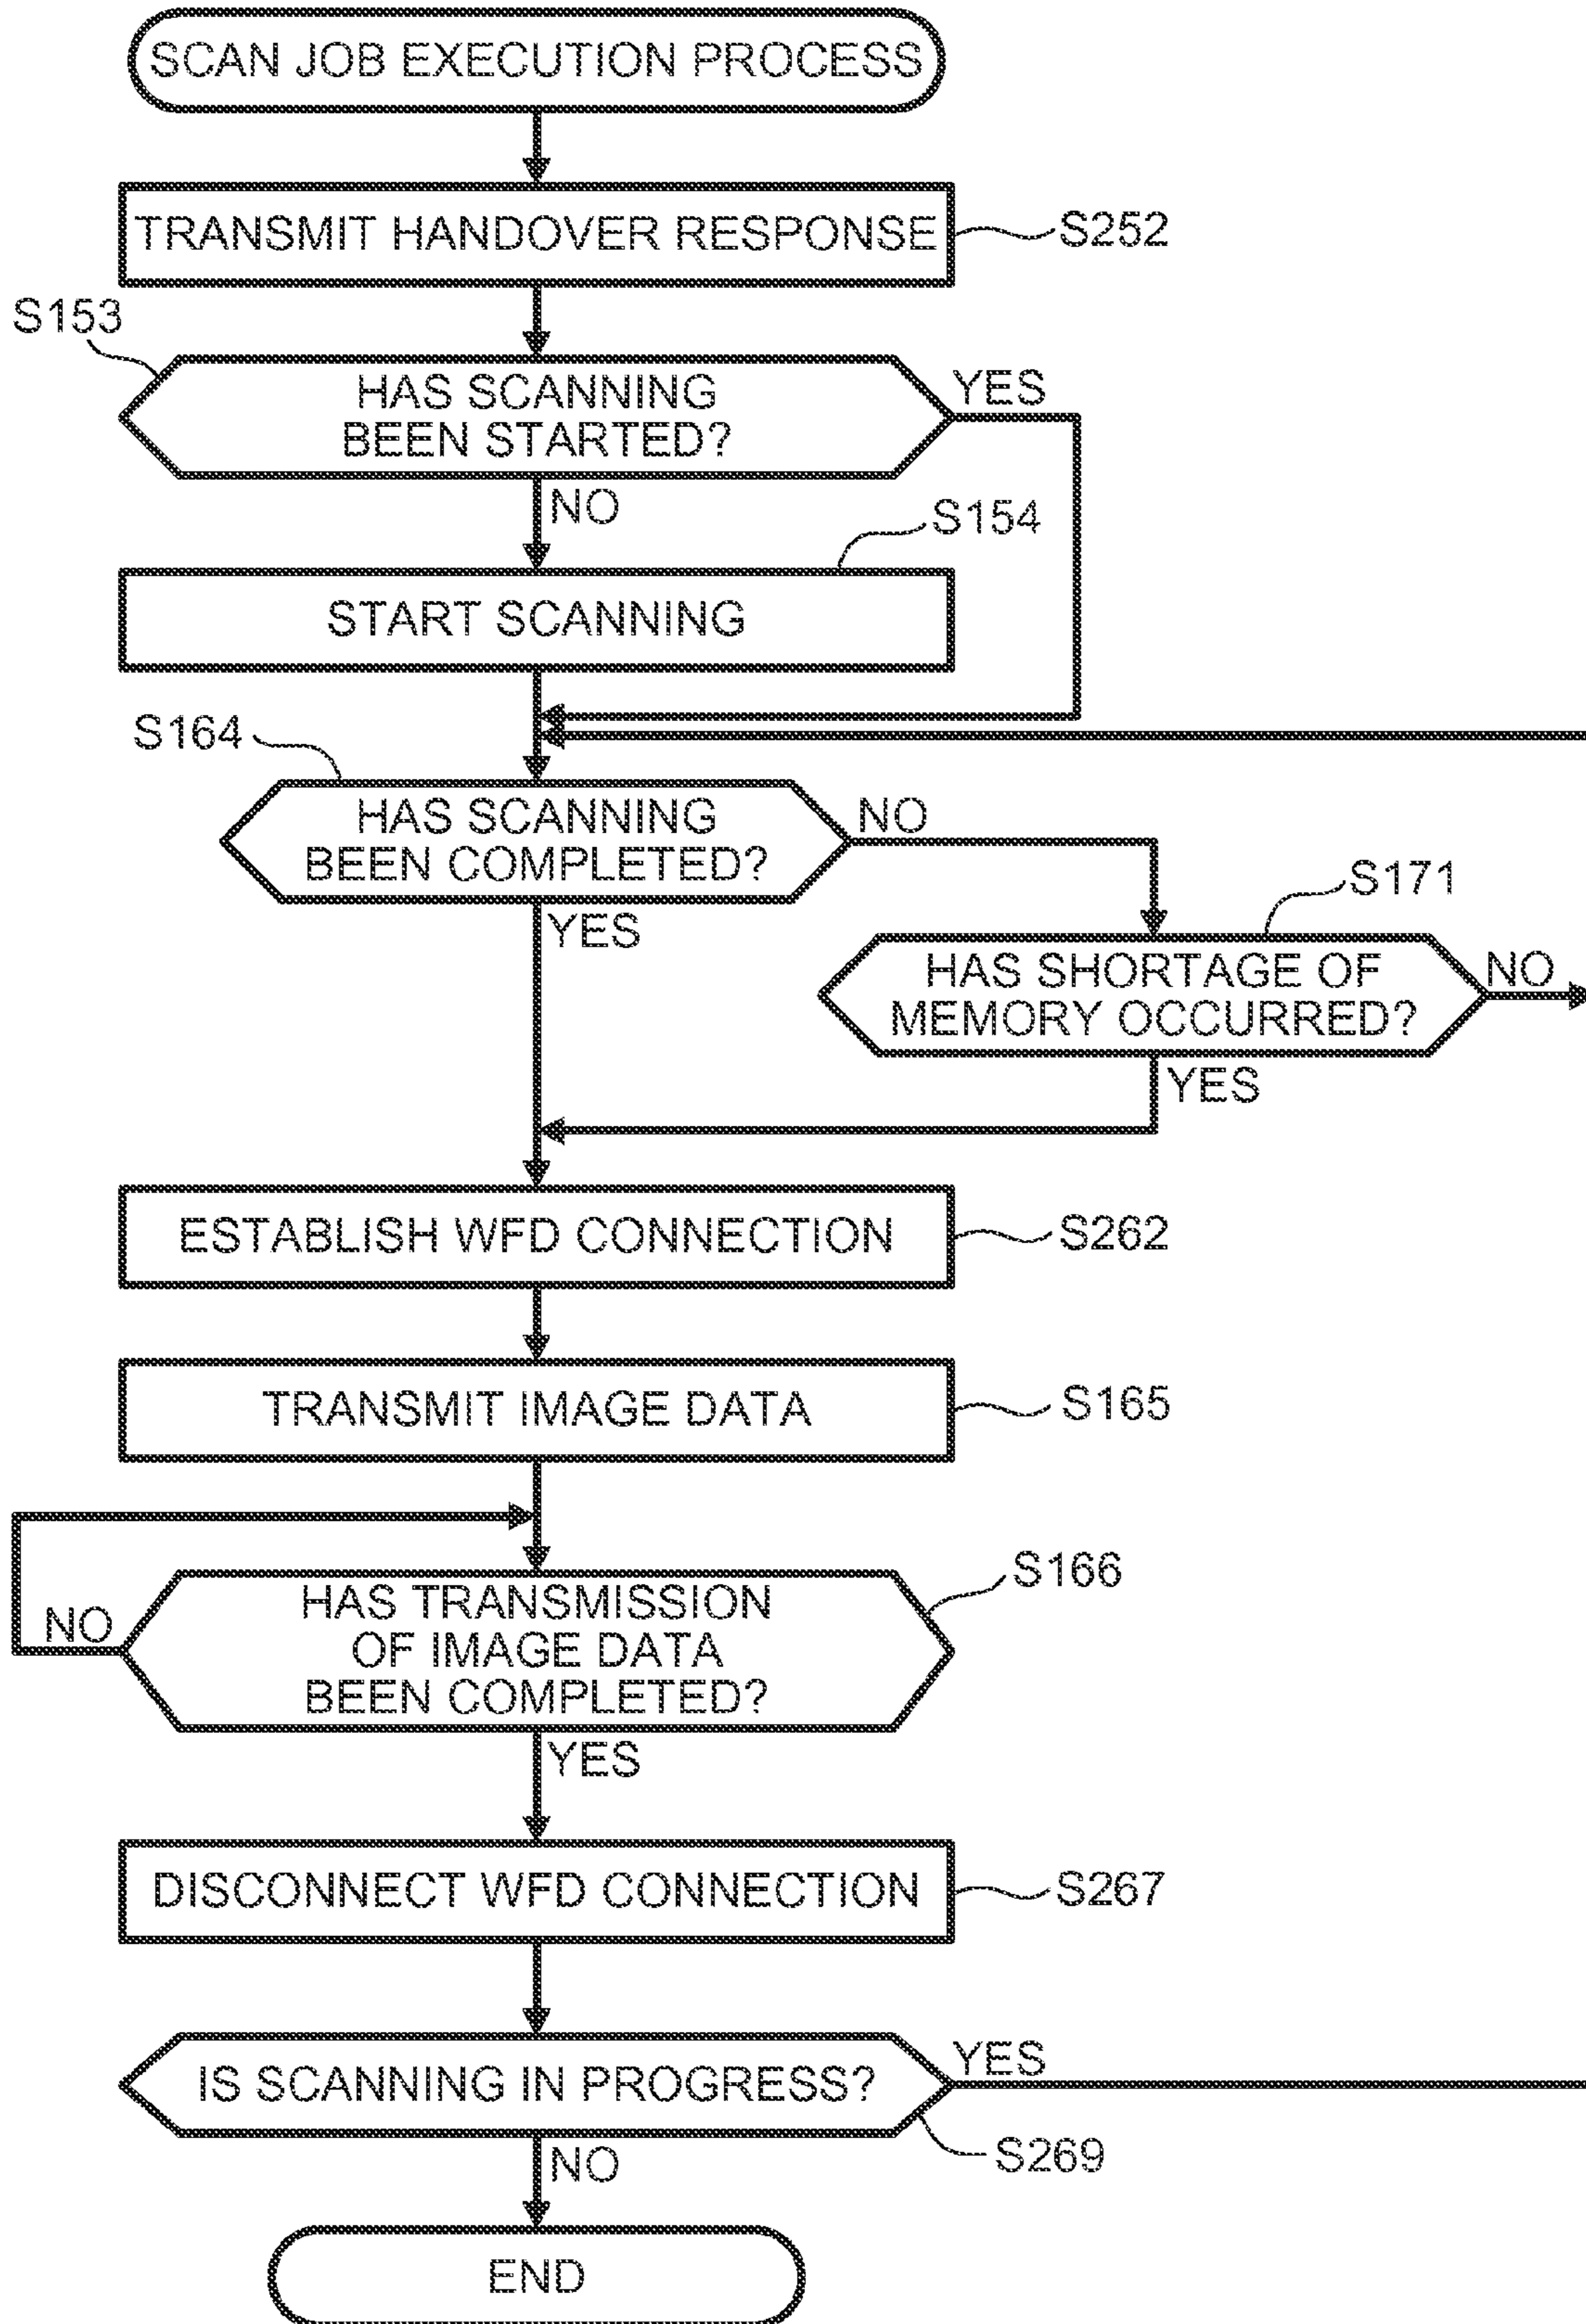 SCAN JOB EXECUTION PROCESS
TRANSMIT HANDOVER RESPONSE
S252
S153
HAS SCANNING
BEEN STARTED?
YES
NO
S154
START SCANNING
S164
HAS SCANNING
BEEN COMPLETED?
NO
YES
S171
HAS SHORTAGE OF
MEMORY OCCURRED?
NO
YES
ESTABLISH WFD CONNECTION
S262
TRANSMIT IMAGE DATA
S165
S166
HAS TRANSMISSION
OF IMAGE DATA
BEEN COMPLETED?
NO
YES
DISCONNECT WFD CONNECTION
S267
IS SCANNING IN PROGRESS?
YES
S269
NO
END